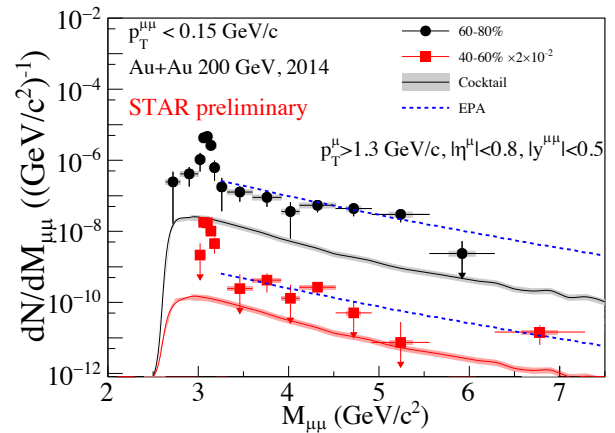 p_T^μμ < 0.15 GeV/c
Au+Au 200 GeV, 2014
STAR preliminary
60-80%
40-60% ×2×10^-2
Cocktail
EPA
p_T^μ>1.3 GeV/c, |η^μ|<0.8, |y^μμ|<0.5
dN/dM_μμ ((GeV/c^2)^-1)
10^-2
10^-4
10^-6
10^-8
10^-10
10^-12
2 3 4 5 6 7
M_μμ (GeV/c^2)